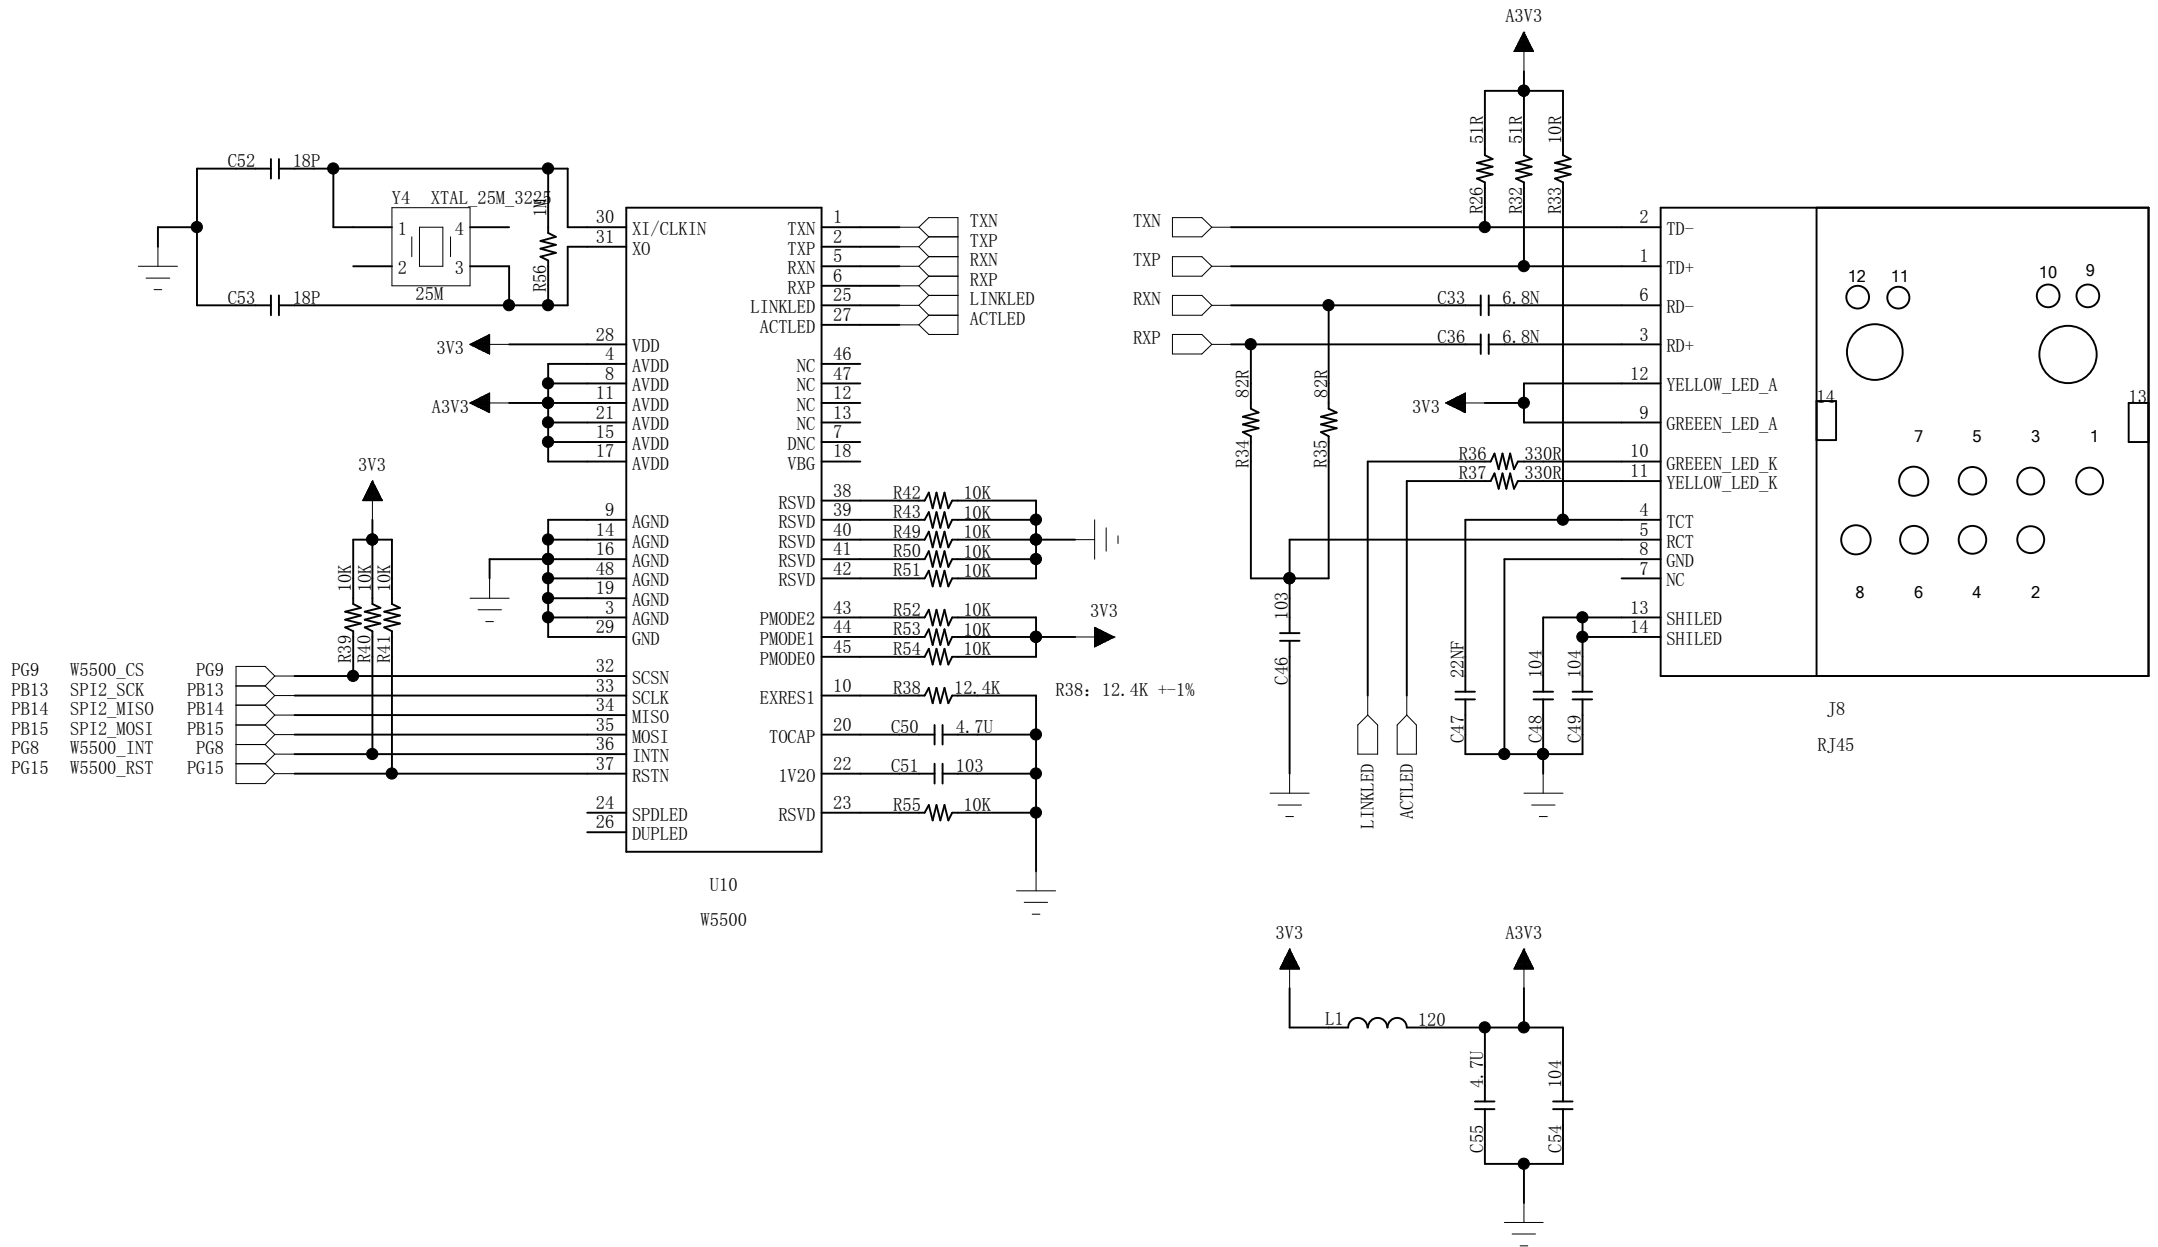 A3V3
51R 51R 10R
R26 R32 R33
C52 18P
Y4 XTAL_25M_3225
1M
R56
1 4
2 3
25M
C53 18P
30 XI/CLKIN
31 XO
28 VDD
3V3
4 AVDD
8 AVDD
11 AVDD
A3V3
21 AVDD
15 AVDD
17 AVDD
9 AGND
14 AGND
16 AGND
48 AGND
19 AGND
3 AGND
29 GND
3V3
10K 10K 10K
R39 R40 R41
PG9 W5500_CS PG9 32 SCSN
PB13 SPI2_SCK PB13 33 SCLK
PB14 SPI2_MISO PB14 34 MISO
PB15 SPI2_MOSI PB15 35 MOSI
PG8 W5500_INT PG8 36 INTN
PG15 W5500_RST PG15 37 RSTN
24 SPDLED
26 DUPLED
TXN 1 TXN
TXP 2 TXP
RXN 5 RXN
RXP 6 RXP
LINKLED 25 LINKLED
ACTLED 27 ACTLED
NC 46
NC 47
NC 12
NC 13
DNC 7
VBG 18
RSVD 38 R42 10K
RSVD 39 R43 10K
RSVD 40 R49 10K
RSVD 41 R50 10K
RSVD 42 R51 10K
PMODE2 43 R52 10K
PMODE1 44 R53 10K
PMODE0 45 R54 10K
3V3
EXRES1 10 R38 12.4K
R38: 12.4K +-1%
TOCAP 20 C50 4.7U
1V2O 22 C51 103
RSVD 23 R55 10K
U10
W5500
TXN 2 TD-
TXP 1 TD+
RXN C33 6.8N 6 RD-
RXP C36 6.8N 3 RD+
82R 82R
R34 R35
12 YELLOW_LED_A
3V3
9 GREEEN_LED_A
R36 330R 10 GREEEN_LED_K
R37 330R 11 YELLOW_LED_K
4 TCT
5 RCT
8 GND
7 NC
13 SHILED
14 SHILED
103
C46
22NF 104 104
C47 C48 C49
LINKLED ACTLED
12 11 10 9
14 13
7 5 3 1
8 6 4 2
J8
RJ45
3V3 A3V3
L1 120
4.7U 104
C55 C54